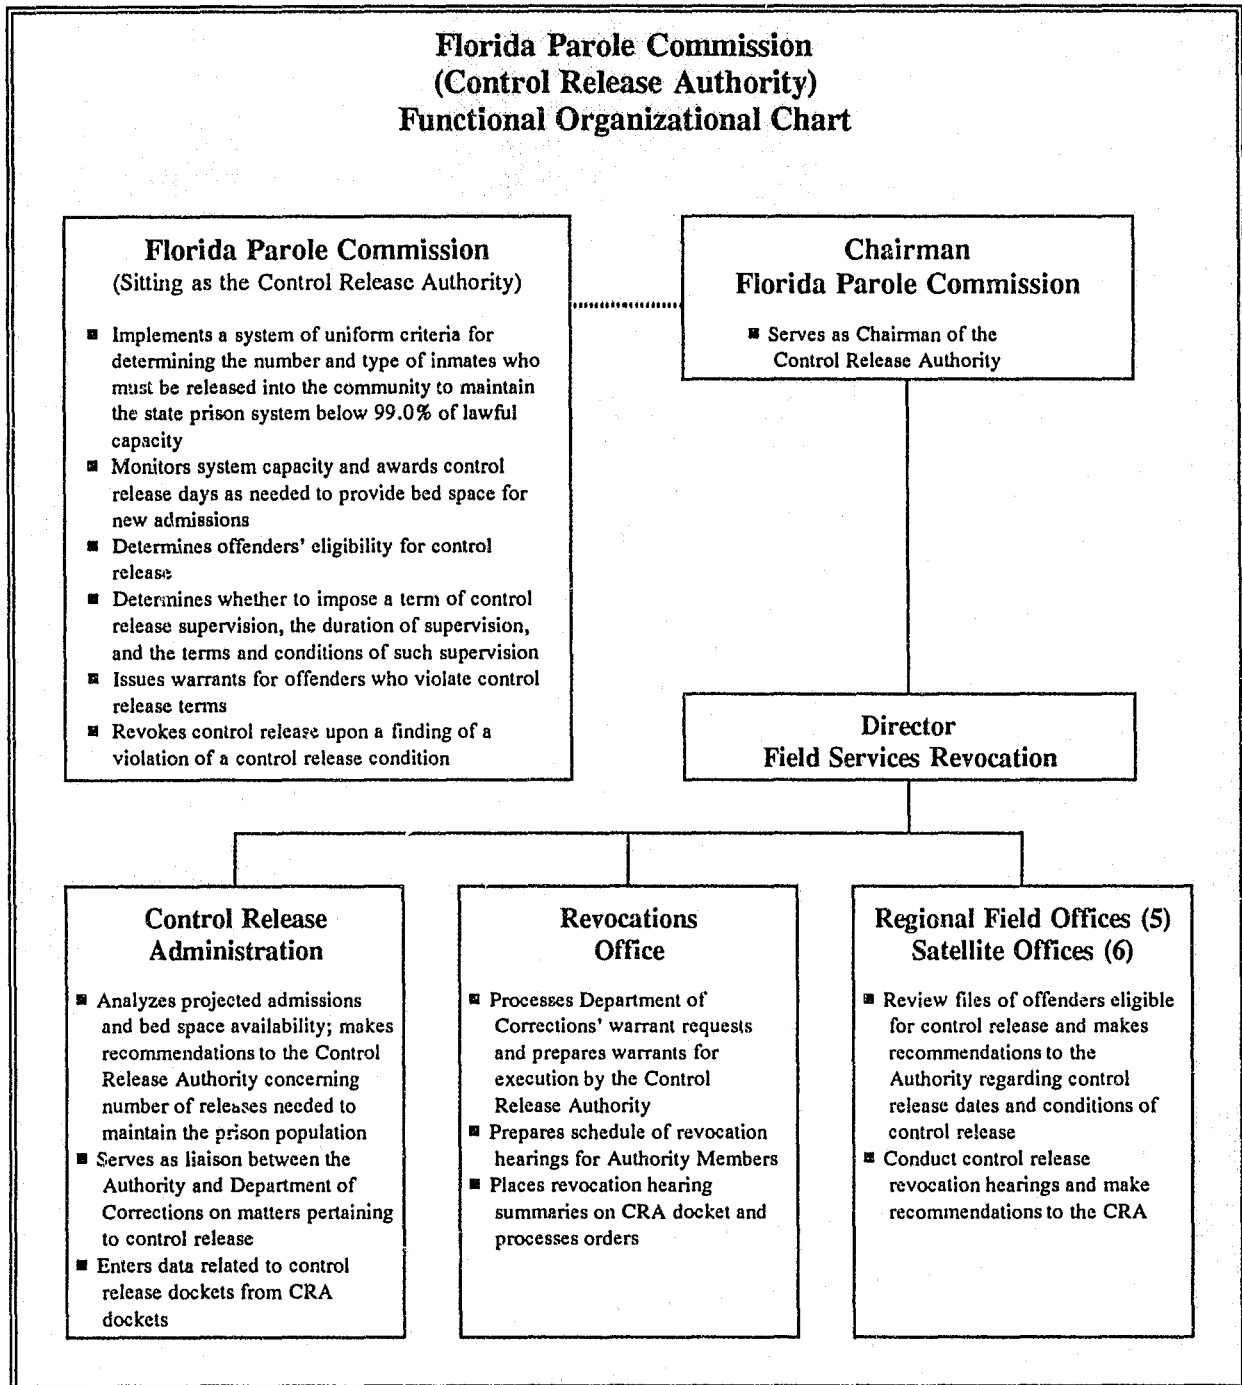 Florida Parole Commission
(Control Release Authority)
Functional Organizational Chart
Florida Parole Commission
(Sitting as the Control Release Authority)
■ Implements a system of uniform criteria for
determining the number and type of inmates who
must be released into the community to maintain
the state prison system below 99.0% of lawful
capacity
■ Monitors system capacity and awards control
release days as needed to provide bed space for
new admissions
■ Determines offenders' eligibility for control
release
■ Determines whether to impose a term of control
release supervision, the duration of supervision,
and the terms and conditions of such supervision
■ Issues warrants for offenders who violate control
release terms
■ Revokes control release upon a finding of a
violation of a control release condition
Chairman
Florida Parole Commission
■ Serves as Chairman of the
Control Release Authority
Director
Field Services Revocation
Control Release
Administration
■ Analyzes projected admissions
and bed space availability; makes
recommendations to the Control
Release Authority concerning
number of releases needed to
maintain the prison population
■ Serves as liaison between the
Authority and Department of
Corrections on matters pertaining
to control release
■ Enters data related to control
release dockets from CRA
dockets
Revocations
Office
■ Processes Department of
Corrections' warrant requests
and prepares warrants for
execution by the Control
Release Authority
■ Prepares schedule of revocation
hearings for Authority Members
■ Places revocation hearing
summaries on CRA docket and
processes orders
Regional Field Offices (5)
Satellite Offices (6)
■ Review files of offenders eligible
for control release and makes
recommendations to the
Authority regarding control
release dates and conditions of
control release
■ Conduct control release
revocation hearings and make
recommendations to the CRA